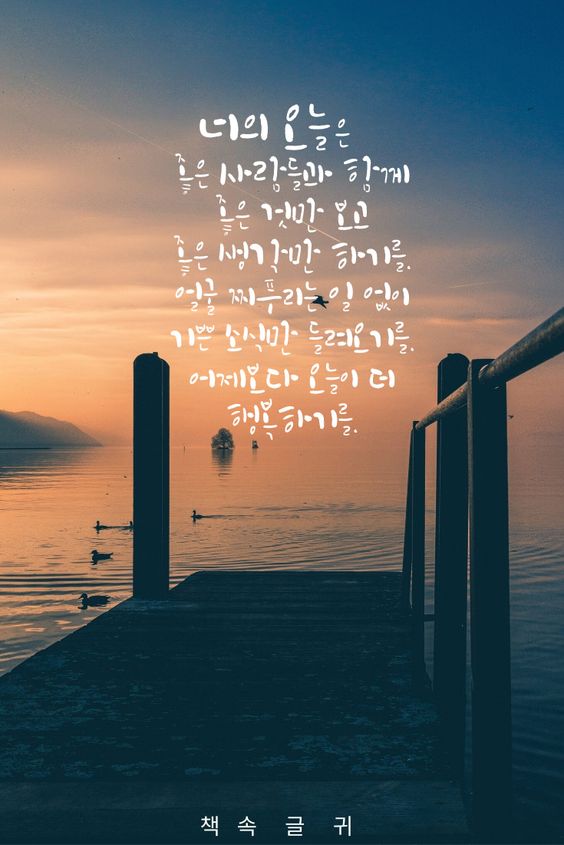 너의 오늘은
좋은 사람들과 함께
좋은 것만 보고
좋은 생각만 하기를.
얼굴 찌푸리는 일 없이
기쁜 소식만 들려오기를.
어제보다 오늘이 더
행복하기를.
책 속 글 귀